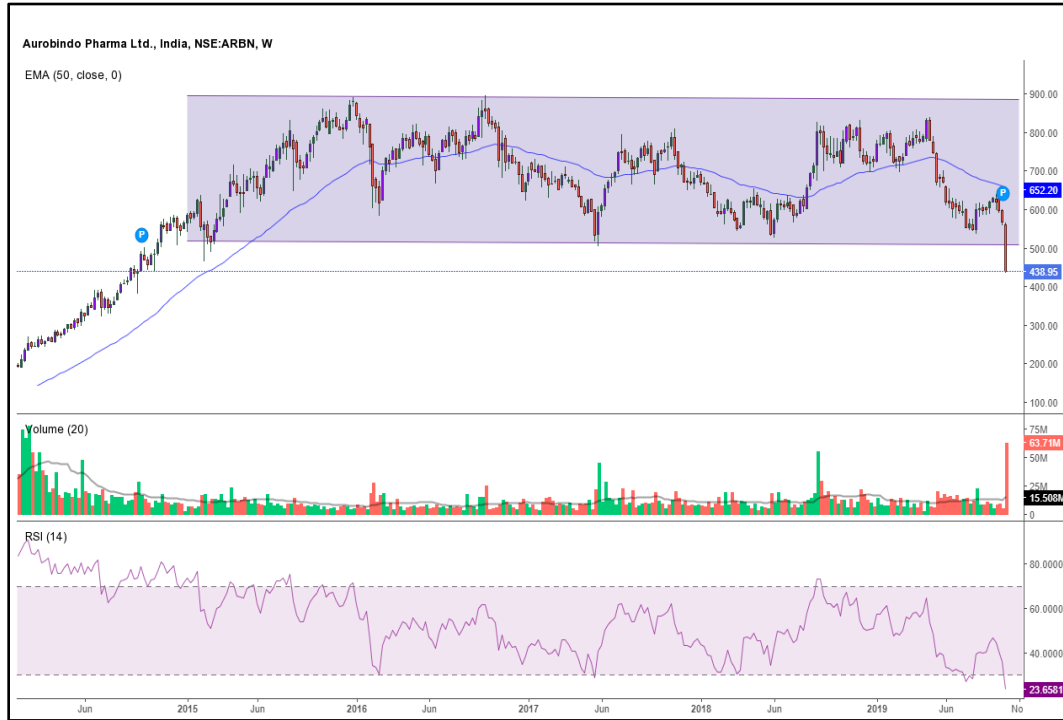 Aurobindo Pharma Ltd., India, NSE:ARBN, W
EMA (50, close, 0)
900.00
800.00
700.00
652.20
600.00
500.00
438.95
400.00
300.00
200.00
100.00
P
P
Volume (20)
75M
63.71M
50M
25M
15.508M
0
RSI (14)
80.0000
60.0000
40.0000
23.6581
Jun
2015
Jun
2016
Jun
2017
Jun
2018
Jun
2019
Jun
No